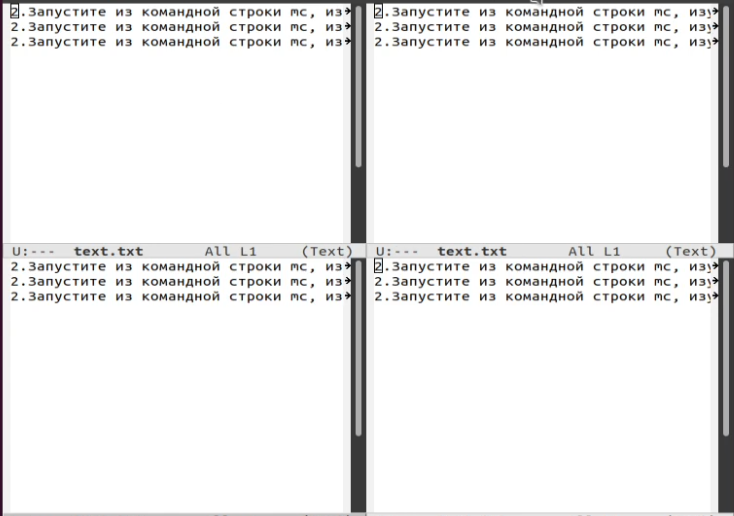 2.Запустите из командной строки mc, из
2.Запустите из командной строки mc, из
2.Запустите из командной строки mc, из
U:--- text.txt All L1 (Text)
2.Запустите из командной строки mc, изу
2.Запустите из командной строки mc, изу
2.Запустите из командной строки mc, изу
U:--- text.txt All L1 (Text)
2.Запустите из командной строки mc, из
2.Запустите из командной строки mc, из
2.Запустите из командной строки mc, из
2.Запустите из командной строки mc, изу
2.Запустите из командной строки mc, изу
2.Запустите из командной строки mc, изу